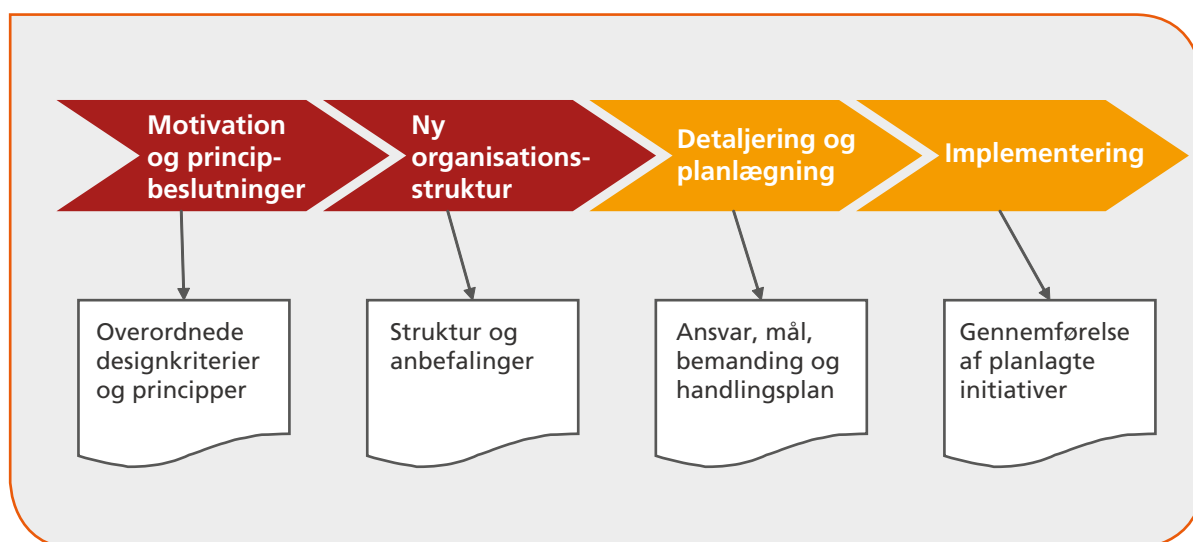 Motivation
og princip-
beslutninger
Ny
organisations-
struktur
Detaljering og
planlægning
Implementering
Overordnede
designkriterier
og principper
Struktur og
anbefalinger
Ansvar, mål,
bemanding og
handlingsplan
Gennemførelse
af planlagte
initiativer